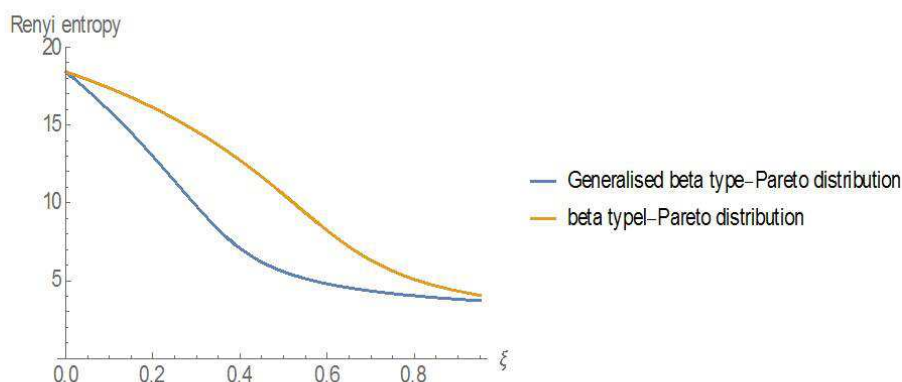 Renyi entropy
20
15
10
5
0.0 0.2 0.4 0.6 0.8 ξ
Generalised beta type–Pareto distribution
beta typeI–Pareto distribution